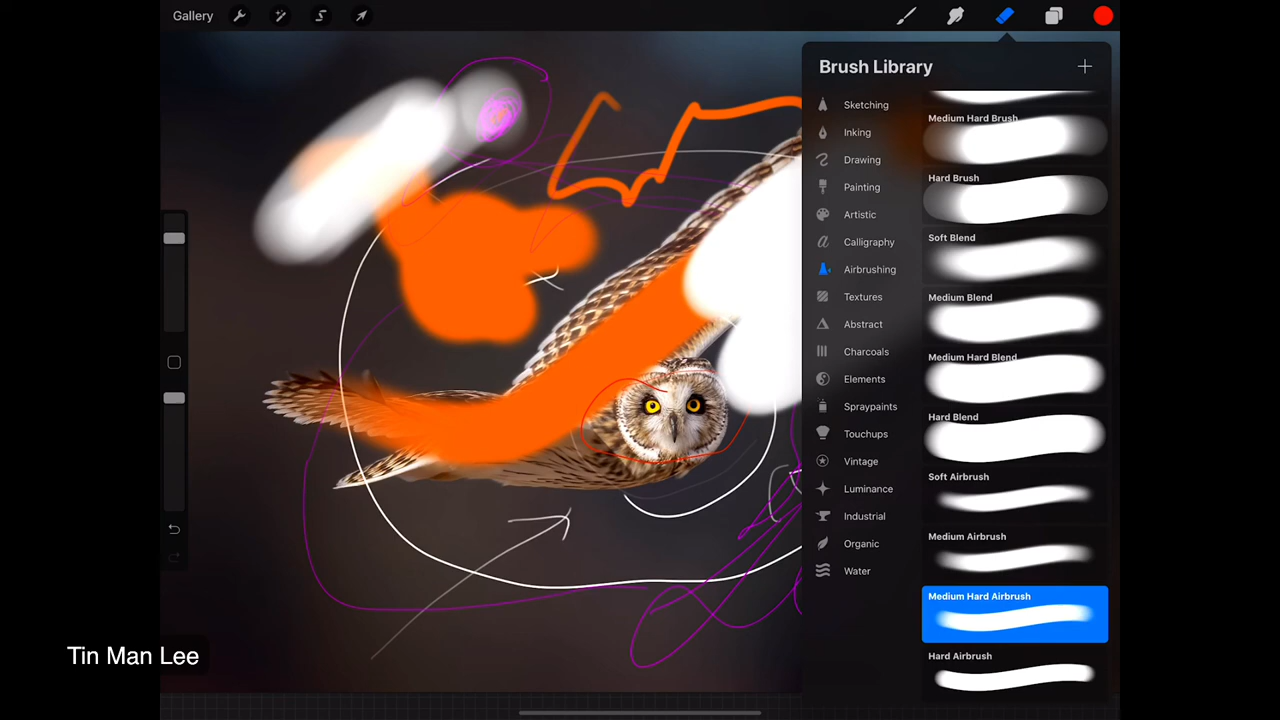 Gallery
Brush Library
Sketching
Inking
Drawing
Painting
Artistic
Calligraphy
Airbrushing
Textures
Abstract
Charcoals
Elements
Spraypaints
Touchups
Vintage
Luminance
Industrial
Organic
Water
Medium Hard Brush
Hard Brush
Soft Blend
Medium Blend
Medium Hard Blend
Hard Blend
Soft Airbrush
Medium Airbrush
Medium Hard Airbrush
Hard Airbrush
Tin Man Lee